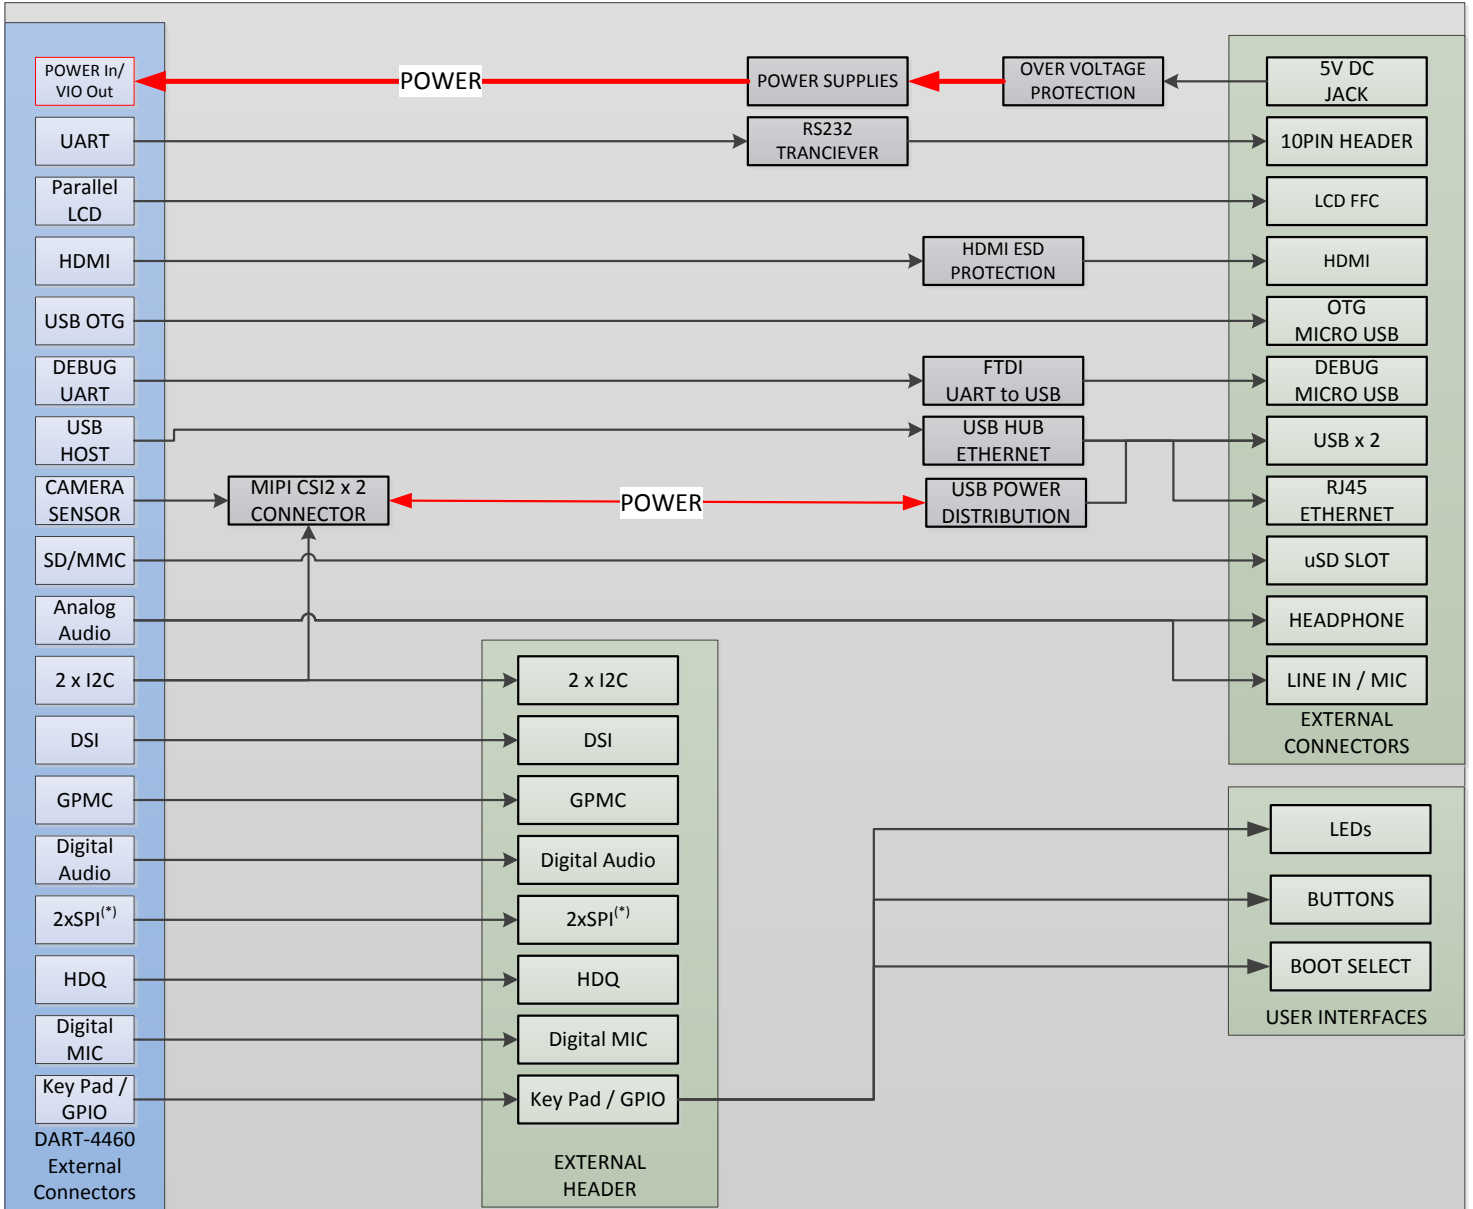 POWER In/
VIO Out
POWER
POWER SUPPLIES
OVER VOLTAGE
PROTECTION
5V DC
JACK
UART
RS232
TRANCIEVER
10PIN HEADER
Parallel
LCD
LCD FFC
HDMI
HDMI ESD
PROTECTION
HDMI
USB OTG
OTG
MICRO USB
DEBUG
UART
FTDI
UART to USB
DEBUG
MICRO USB
USB
HOST
USB HUB
ETHERNET
USB x 2
CAMERA
SENSOR
MIPI CSI2 x 2
CONNECTOR
POWER
USB POWER
DISTRIBUTION
RJ45
ETHERNET
SD/MMC
uSD SLOT
Analog
Audio
HEADPHONE
2 x I2C
2 x I2C
LINE IN / MIC
EXTERNAL
CONNECTORS
DSI
DSI
GPMC
GPMC
LEDs
Digital
Audio
Digital Audio
BUTTONS
2xSPI(*)
2xSPI(*)
BOOT SELECT
HDQ
HDQ
USER INTERFACES
Digital
MIC
Digital MIC
Key Pad /
GPIO
Key Pad / GPIO
DART-4460
External
Connectors
EXTERNAL
HEADER